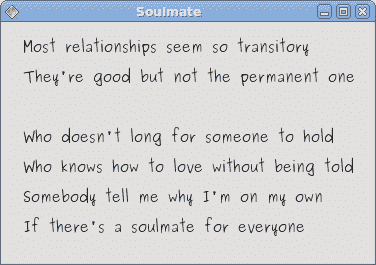 Soulmate
Most relationships seem so transitory
They're good but not the permanent one

Who doesn't long for someone to hold
Who knows how to love without being told
Somebody tell me why I'm on my own
If there's a soulmate for everyone